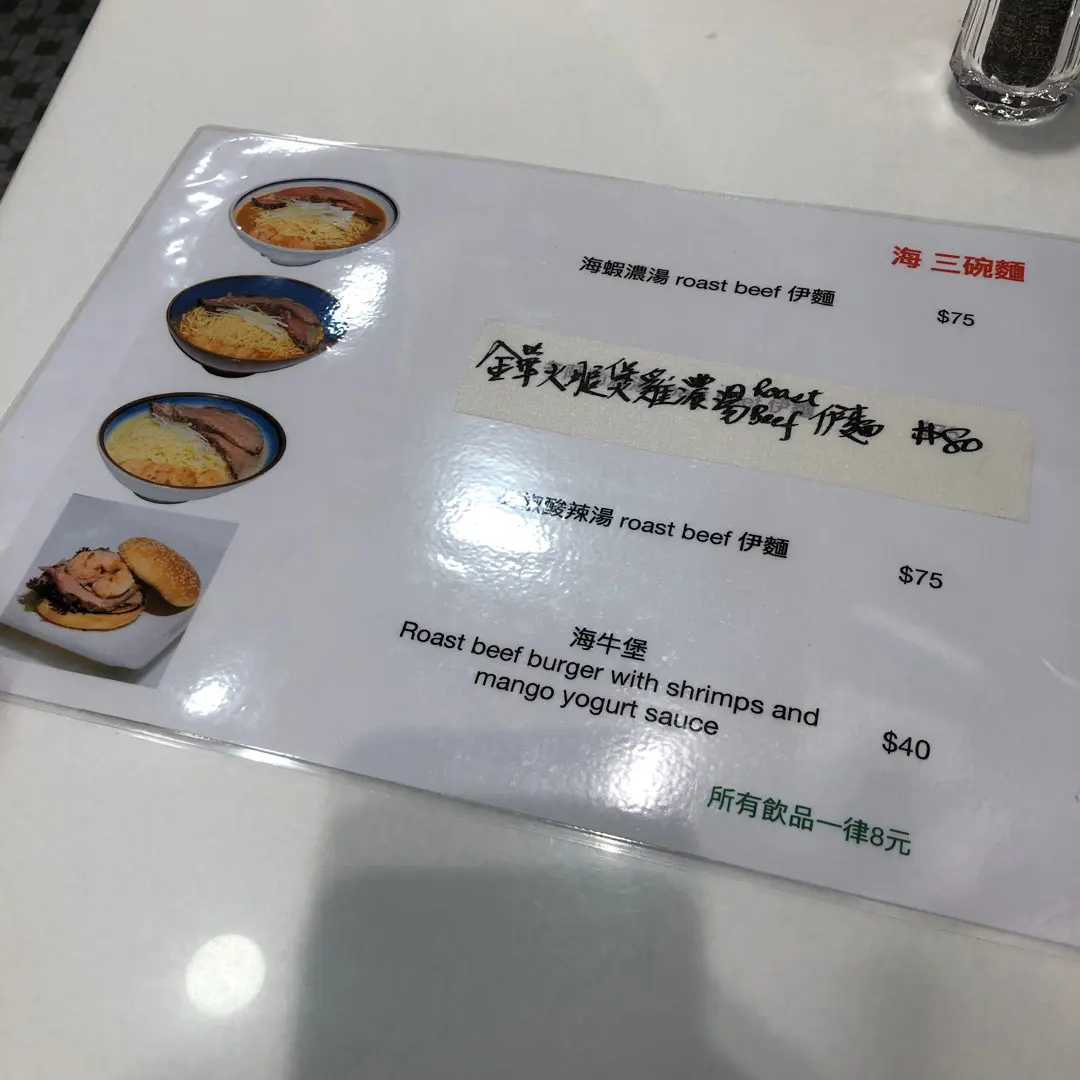 海 三碗麵
海蝦濃湯 roast beef 伊麵 $75
金華火腿煲雞濃湯 Roast Beef 伊麵 $80
椒酸辣湯 roast beef 伊麵 $75
海牛堡
Roast beef burger with shrimps and
mango yogurt sauce $40
所有飲品一律8元